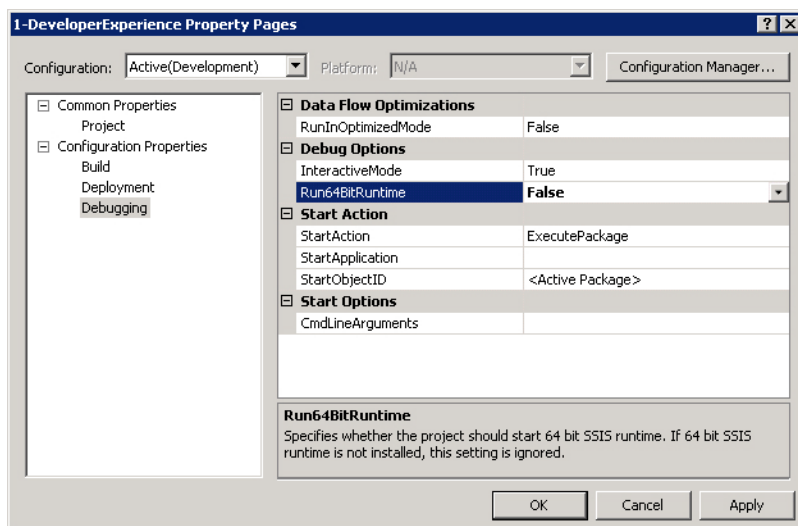 1-DeveloperExperience Property Pages
Configuration: Active(Development) Platform: N/A Configuration Manager...
Common Properties
Project
Configuration Properties
Build
Deployment
Debugging
Data Flow Optimizations
RunInOptimizedMode False
Debug Options
InteractiveMode True
Run64BitRuntime False
Start Action
StartAction ExecutePackage
StartApplication
StartObjectID <Active Package>
Start Options
CmdLineArguments
Run64BitRuntime
Specifies whether the project should start 64 bit SSIS runtime. If 64 bit SSIS
runtime is not installed, this setting is ignored.
OK Cancel Apply